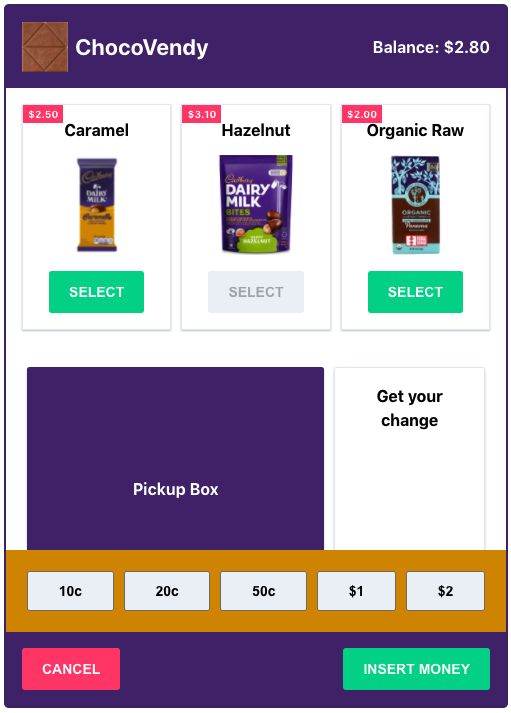 ChocoVendy
Balance: $2.80
$2.50
Caramel
Cadbury
DAIRY
MILK
Caramello
SELECT
$3.10
Hazelnut
Cadbury
DAIRY
MILK
BITES
HAZELNUT
SELECT
$2.00
Organic Raw
ORGANIC
Panama
SELECT
Pickup Box
Get your
change
10c
20c
50c
$1
$2
CANCEL
INSERT MONEY